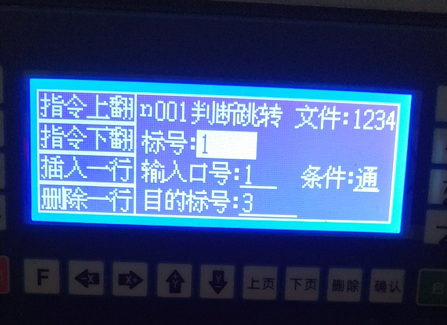 指令上翻 n001判断跳转 文件:1234
指令下翻 标号:1
插入一行 输入口号:1 条件:通
删除一行 目的标号:3
F 上页 下页 删除 确认